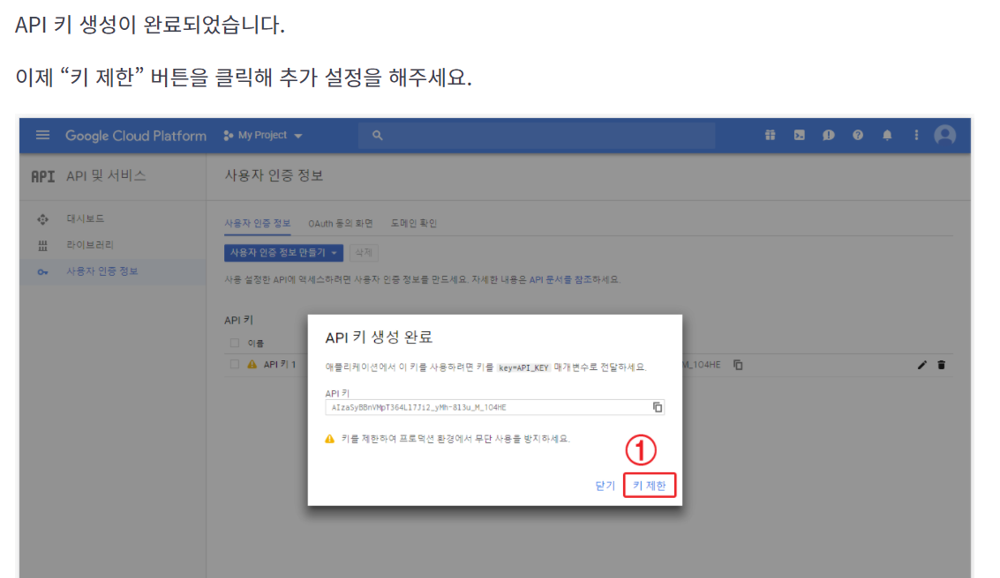 API 키 생성이 완료되었습니다.
이제 “키 제한” 버튼을 클릭해 추가 설정을 해주세요.
Google Cloud Platform My Project
API API 및 서비스 사용자 인증 정보
대시보드
라이브러리
사용자 인증 정보
사용자 인증 정보 OAuth 동의 화면 도메인 확인
사용자 인증 정보 만들기 삭제
사용 설정한 API에 액세스하려면 사용자 인증 정보를 만드세요. 자세한 내용은 API 문서를 참조하세요.
API 키
이름
API 키 1 M_1O4HE
API 키 생성 완료
애플리케이션에서 이 키를 사용하려면 키를 key=API_KEY 매개변수로 전달하세요.
API 키
키를 제한하여 프로덕션 환경에서 무단 사용을 방지하세요.
①
닫기 키 제한